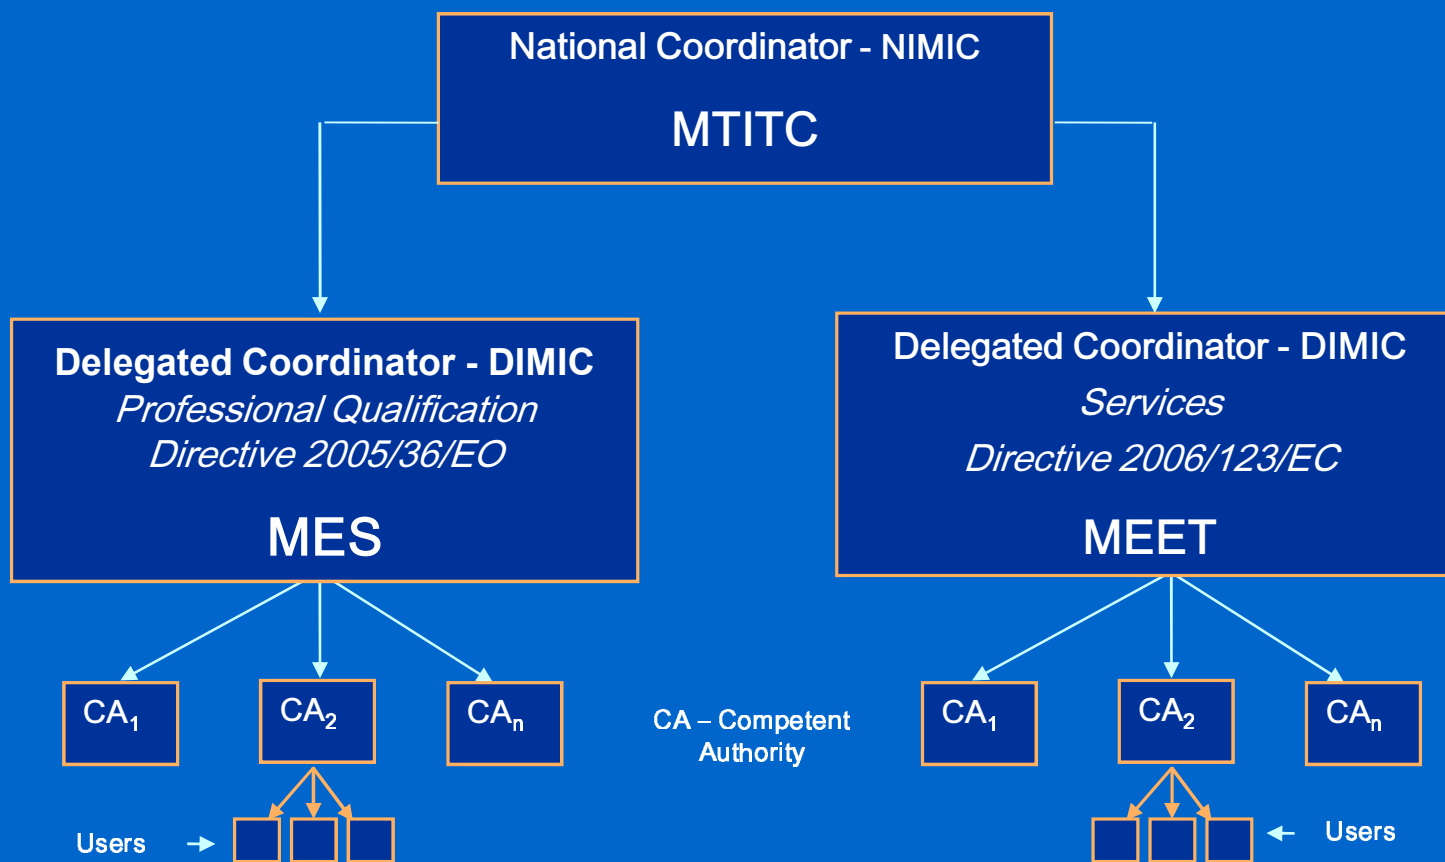 National Coordinator - NIMIC
MTITC
Delegated Coordinator - DIMIC
Professional Qualification
Directive 2005/36/EO
MES
Delegated Coordinator - DIMIC
Services
Directive 2006/123/EC
MEET
CA₁
CA₂
CAₙ
CA – Competent
Authority
CA₁
CA₂
CAₙ
Users
Users